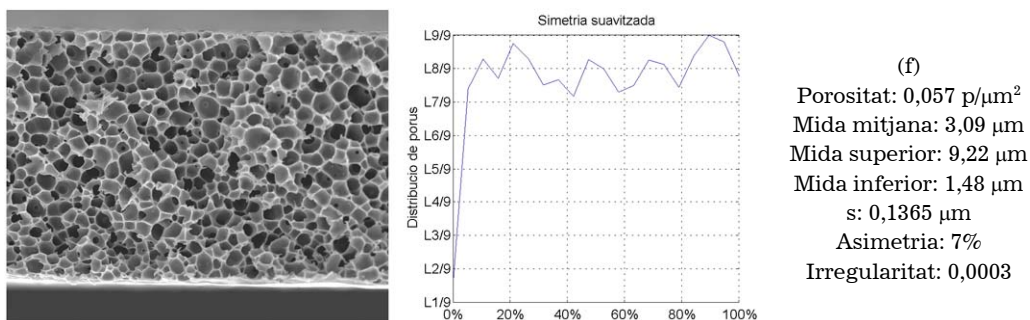 Simetria suavitzada
Distribucio de porus
L9/9
L8/9
L7/9
L6/9
L5/9
L4/9
L3/9
L2/9
L1/9
0% 20% 40% 60% 80% 100%
(f)
Porositat: 0,057 p/µm²
Mida mitjana: 3,09 µm
Mida superior: 9,22 µm
Mida inferior: 1,48 µm
s: 0,1365 µm
Asimetria: 7%
Irregularitat: 0,0003